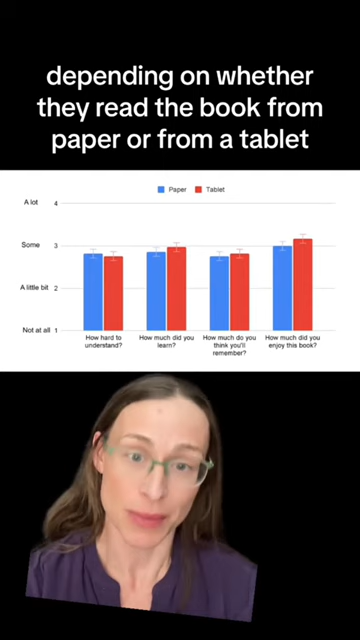 depending on whether
they read the book from
paper or from a tablet
Paper Tablet
A lot 4
Some 3
A little bit 2
Not at all 1
How hard to
understand?
How much did you
learn?
How much do you
think you'll
remember?
How much did you
enjoy this book?